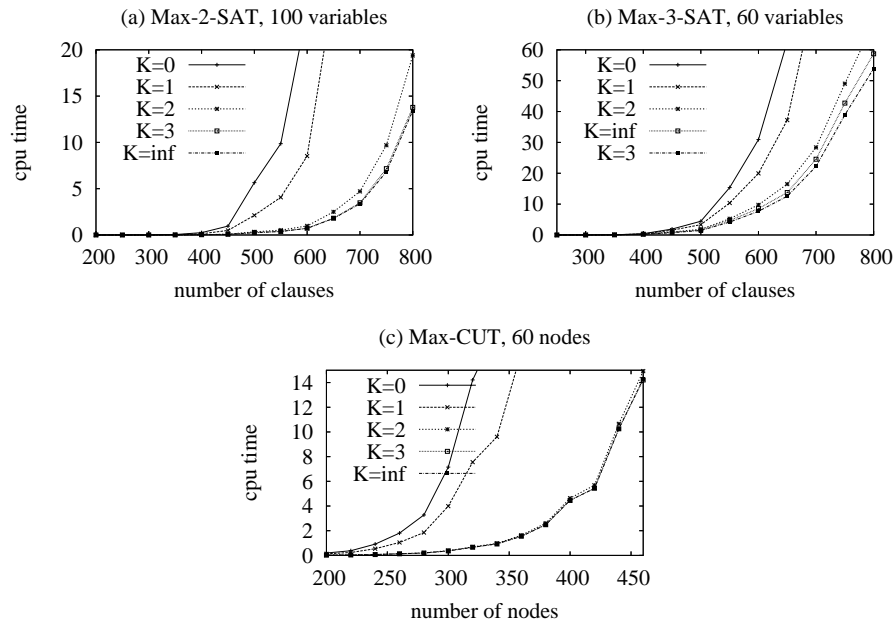 (a) Max-2-SAT, 100 variables
20
15
10
5
0
200 300 400 500 600 700 800
cpu time
number of clauses
K=0
K=1
K=2
K=3
K=inf
(b) Max-3-SAT, 60 variables
60
50
40
30
20
10
0
300 400 500 600 700 800
cpu time
number of clauses
K=0
K=1
K=2
K=inf
K=3
(c) Max-CUT, 60 nodes
14
12
10
8
6
4
2
0
200 250 300 350 400 450
cpu time
number of nodes
K=0
K=1
K=2
K=3
K=inf